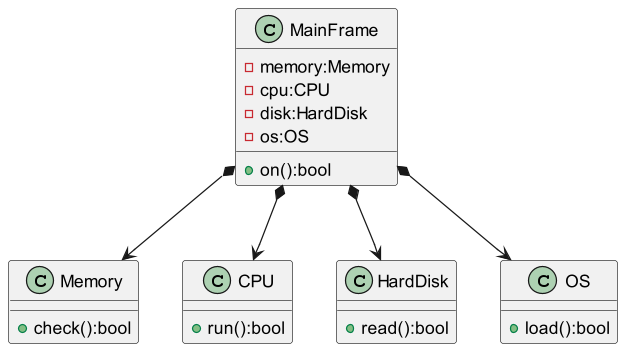 C MainFrame
memory:Memory
cpu:CPU
disk:HardDisk
os:OS
on():bool
C Memory
C CPU
C HardDisk
C OS
check():bool
run():bool
read():bool
load():bool